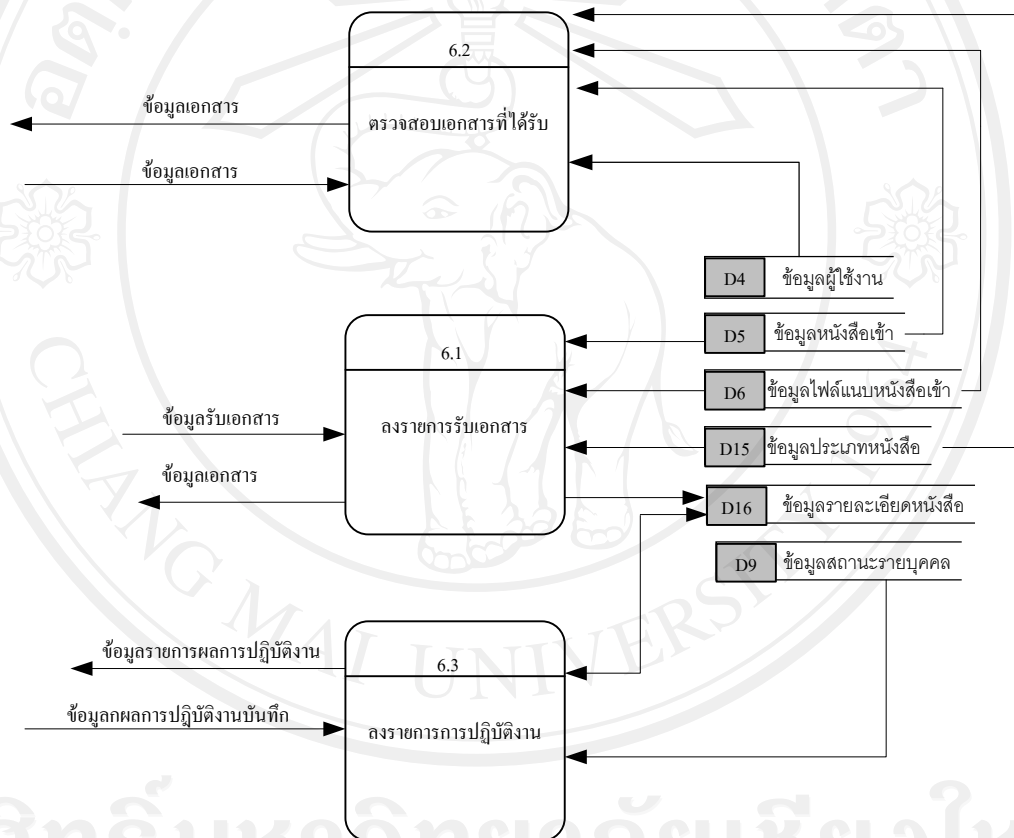 6.2
ตรวจสอบเอกสารที่ได้รับ
ข้อมูลเอกสาร
ข้อมูลเอกสาร
D4 ข้อมูลผู้ใช้งาน
D5 ข้อมูลหนังสือเข้า
D6 ข้อมูลไฟล์แนบหนังสือเข้า
D15 ข้อมูลประเภทหนังสือ
D16 ข้อมูลรายละเอียดหนังสือ
D9 ข้อมูลสถานะรายบุคคล
6.1
ลงรายการรับเอกสาร
ข้อมูลรับเอกสาร
ข้อมูลเอกสาร
6.3
ลงรายการการปฏิบัติงาน
ข้อมูลรายการผลการปฏิบัติงาน
ข้อมูลกผลการปฎิบัติงานบันทึก
CHIANG MAI UNIVERSITY 1964